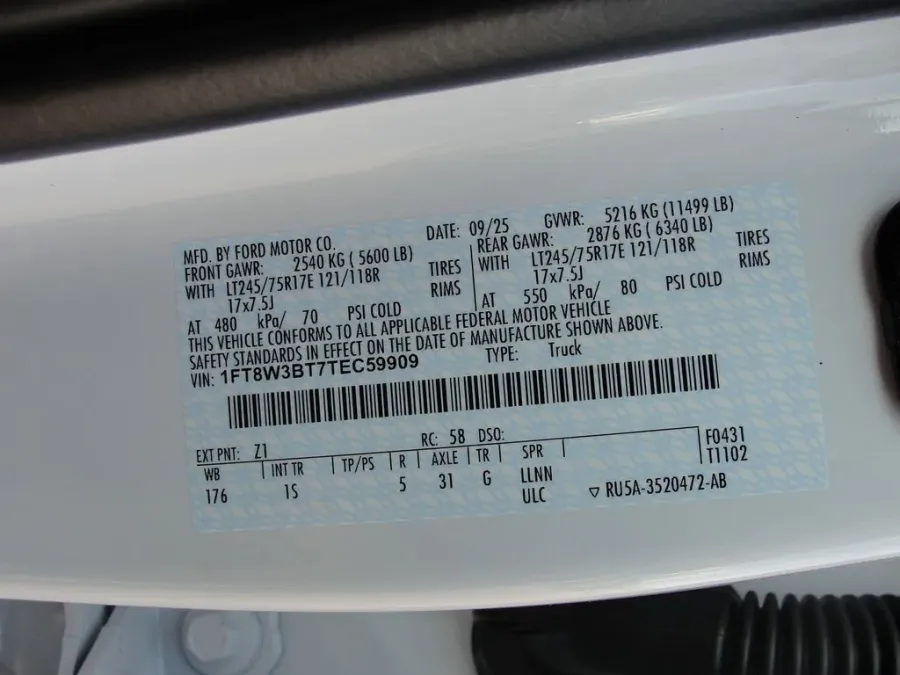 MFD. BY FORD MOTOR CO. DATE: 09/25 GVWR: 5216 KG (11499 LB)
FRONT GAWR: 2540 KG ( 5600 LB) REAR GAWR: 2876 KG ( 6340 LB)
WITH LT245/75R17E 121/118R TIRES WITH LT245/75R17E 121/118R TIRES
17x7.5J RIMS 17x7.5J RIMS
AT 480 kPa/ 70 PSI COLD AT 550 kPa/ 80 PSI COLD
THIS VEHICLE CONFORMS TO ALL APPLICABLE FEDERAL MOTOR VEHICLE
SAFETY STANDARDS IN EFFECT ON THE DATE OF MANUFACTURE SHOWN ABOVE.
VIN: 1FT8W3BT7TEC59909 TYPE: Truck
EXT PNT: Z1 RC: 58 DSO:
WB INT TR TP/PS R AXLE TR SPR F0431
176 1S 5 31 G LLNN T1102
ULC ▽ RU5A-3520472-AB